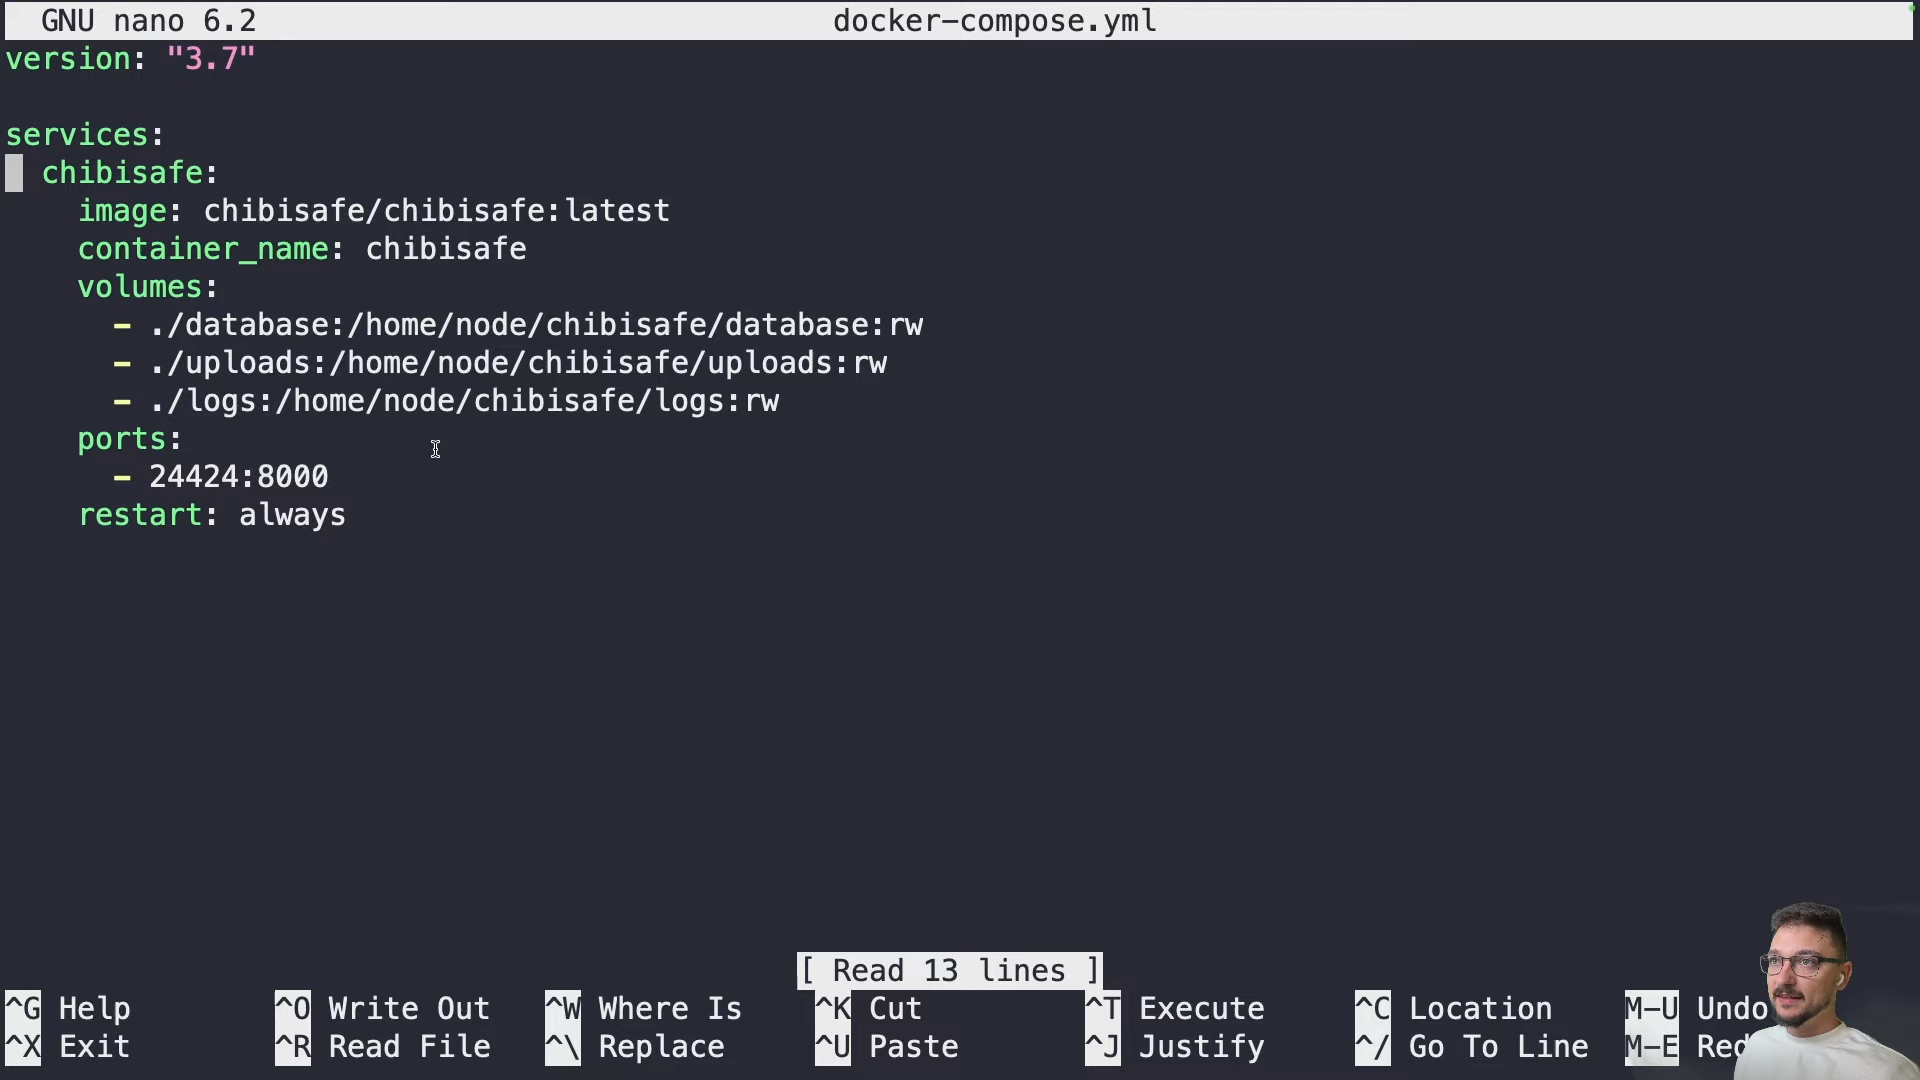 GNU nano 6.2 docker-compose.yml
version: "3.7"
services:
  chibisafe:
    image: chibisafe/chibisafe:latest
    container_name: chibisafe
    volumes:
      - ./database:/home/node/chibisafe/database:rw
      - ./uploads:/home/node/chibisafe/uploads:rw
      - ./logs:/home/node/chibisafe/logs:rw
    ports:
      - 24424:8000
    restart: always
[ Read 13 lines ]
^G Help ^O Write Out ^W Where Is ^K Cut ^T Execute ^C Location M-U Undo
^X Exit ^R Read File ^\ Replace ^U Paste ^J Justify ^/ Go To Line M-E